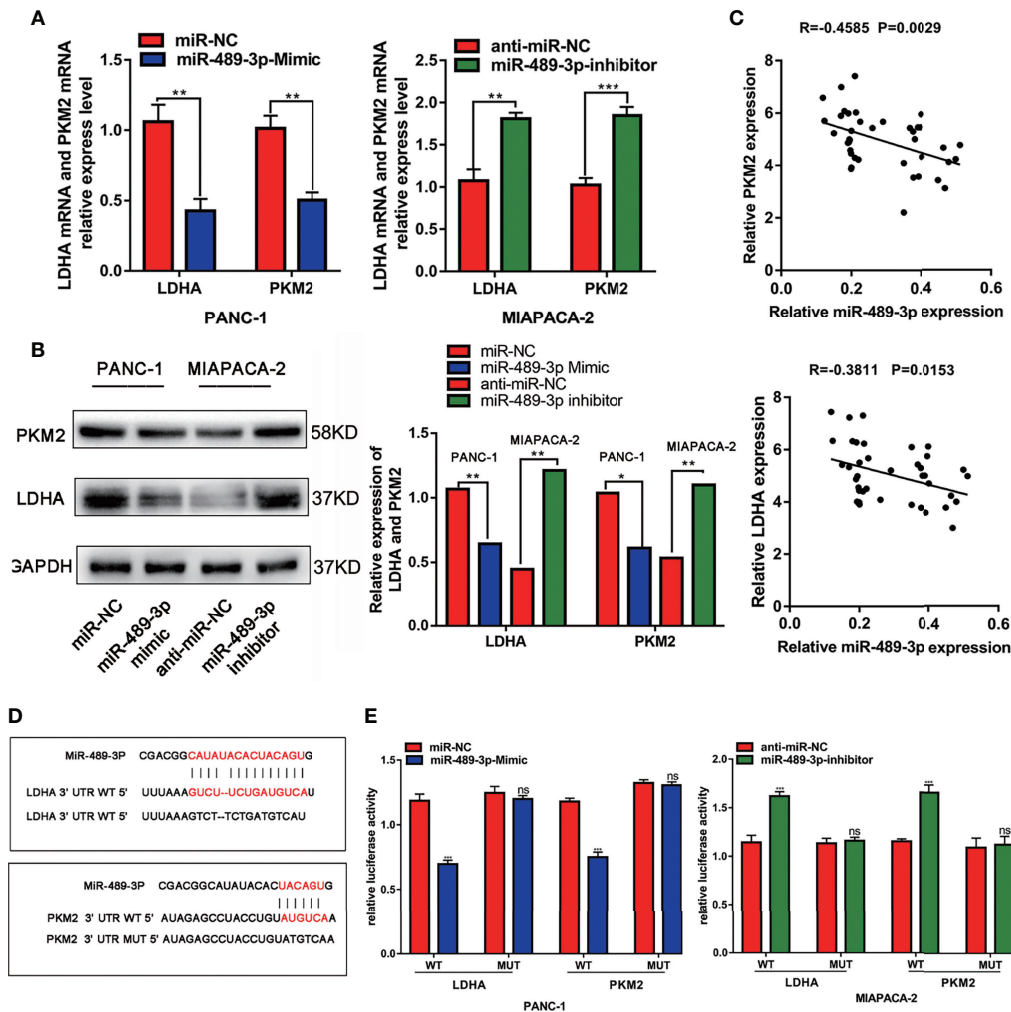 A
LDHA mRNA and PKM2 mRNA
relative express level
miR-NC
miR-489-3p-Mimic
1.5
1.0
0.5
0.0
**
**
LDHA
PKM2
PANC-1
LDHA mRNA and PKM2 mRNA
relative express level
anti-miR-NC
miR-489-3p-inhibitor
2.5
2.0
1.5
1.0
0.5
0.0
**
***
LDHA
PKM2
MIAPACA-2
B
PANC-1 MIAPACA-2
PKM2 58KD
LDHA 37KD
GAPDH 37KD
miR-NC
miR-489-3p
mimic
anti-miR-NC
miR-489-3p
inhibitor
miR-NC
miR-489-3p Mimic
anti-miR-NC
miR-489-3p inhibitor
Relative expression of
LDHA and PKM2
1.5
1.0
0.5
0.0
PANC-1
**
MIAPACA-2
**
PANC-1
*
MIAPACA-2
**
LDHA
PKM2
C
R=-0.4585 P=0.0029
Relative PKM2 expression
8
6
4
2
0
0.0 0.2 0.4 0.6
Relative miR-489-3p expression
R=-0.3811 P=0.0153
Relative LDHA expression
8
6
4
2
0
0.0 0.2 0.4 0.6
Relative miR-489-3p expression
D
MiR-489-3P CGACGGCAUAUACACUACAGUG
LDHA 3' UTR WT 5' UUUAAAGUCU--UCUGAUGUCAU
LDHA 3' UTR WT 5' UUUAAAGTCT--TCTGATGTCAU
MiR-489-3P CGACGGCAUAUACACUACAGUG
PKM2 3' UTR WT 5' AUAGAGCCUACCUGUAUGUCAA
PKM2 3' UTR MUT 5' AUAGAGCCUACCUGUATGTCAA
E
miR-NC
miR-489-3p-Mimic
relative luciferase activity
1.5
1.0
0.5
0.0
***
ns
***
ns
WT MUT WT MUT
LDHA PKM2
PANC-1
anti-miR-NC
miR-489-3p-inhibitor
relative luciferase activity
2.0
1.5
1.0
0.5
0.0
***
ns
***
ns
WT MUT WT MUT
LDHA PKM2
MIAPACA-2